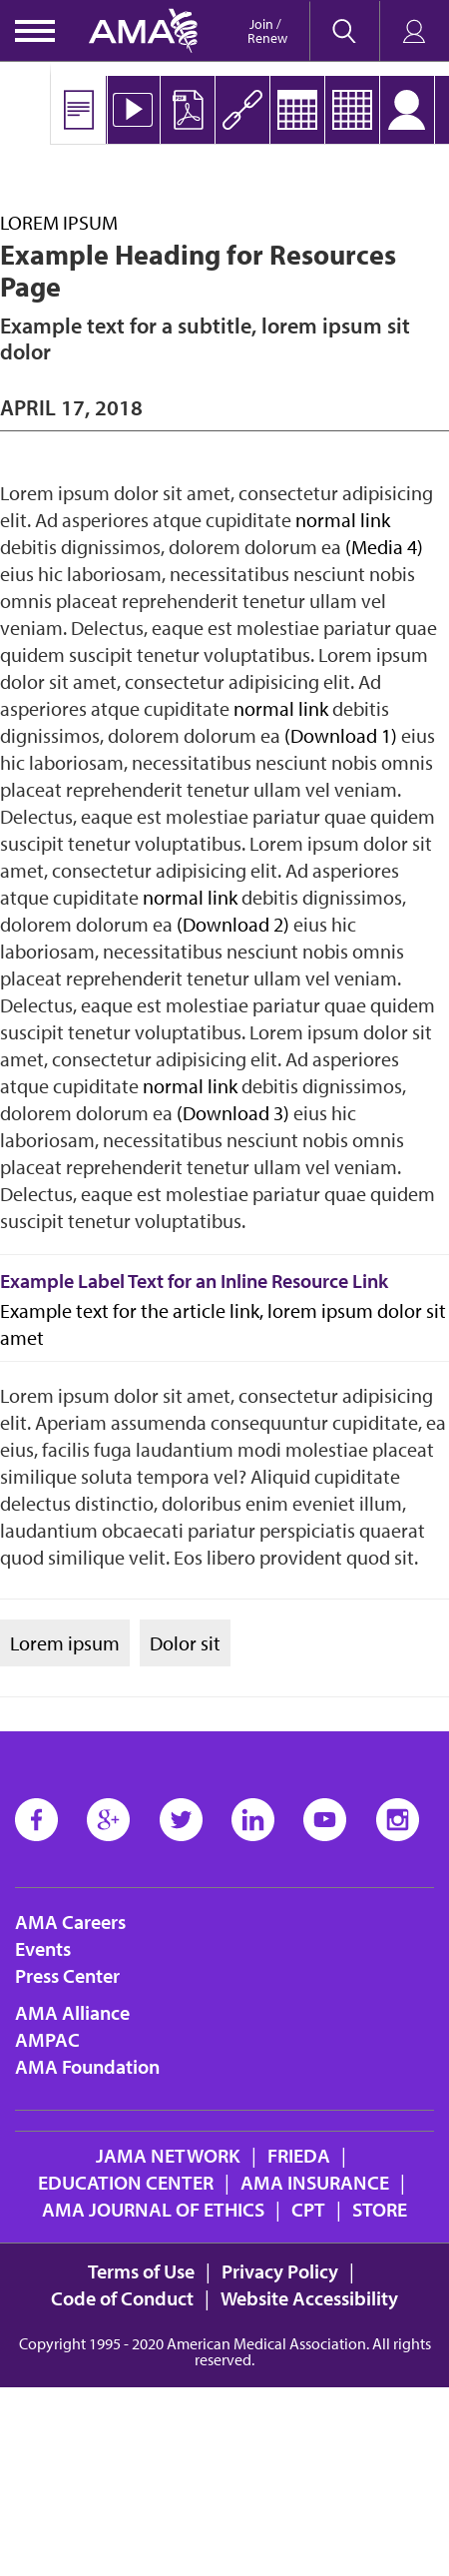 AMA
Join /
Renew
PDF
LOREM IPSUM
Example Heading for Resources
Page
Example text for a subtitle, lorem ipsum sit
dolor
APRIL 17, 2018
Lorem ipsum dolor sit amet, consectetur adipisicing
elit. Ad asperiores atque cupiditate normal link
debitis dignissimos, dolorem dolorum ea (Media 4)
eius hic laboriosam, necessitatibus nesciunt nobis
omnis placeat reprehenderit tenetur ullam vel
veniam. Delectus, eaque est molestiae pariatur quae
quidem suscipit tenetur voluptatibus. Lorem ipsum
dolor sit amet, consectetur adipisicing elit. Ad
asperiores atque cupiditate normal link debitis
dignissimos, dolorem dolorum ea (Download 1) eius
hic laboriosam, necessitatibus nesciunt nobis omnis
placeat reprehenderit tenetur ullam vel veniam.
Delectus, eaque est molestiae pariatur quae quidem
suscipit tenetur voluptatibus. Lorem ipsum dolor sit
amet, consectetur adipisicing elit. Ad asperiores
atque cupiditate normal link debitis dignissimos,
dolorem dolorum ea (Download 2) eius hic
laboriosam, necessitatibus nesciunt nobis omnis
placeat reprehenderit tenetur ullam vel veniam.
Delectus, eaque est molestiae pariatur quae quidem
suscipit tenetur voluptatibus. Lorem ipsum dolor sit
amet, consectetur adipisicing elit. Ad asperiores
atque cupiditate normal link debitis dignissimos,
dolorem dolorum ea (Download 3) eius hic
laboriosam, necessitatibus nesciunt nobis omnis
placeat reprehenderit tenetur ullam vel veniam.
Delectus, eaque est molestiae pariatur quae quidem
suscipit tenetur voluptatibus.
Example Label Text for an Inline Resource Link
Example text for the article link, lorem ipsum dolor sit
amet
Lorem ipsum dolor sit amet, consectetur adipisicing
elit. Aperiam assumenda consequuntur cupiditate, ea
eius, facilis fuga laudantium modi molestiae placeat
similique soluta tempora vel? Aliquid cupiditate
delectus distinctio, doloribus enim eveniet illum,
laudantium obcaecati pariatur perspiciatis quaerat
quod similique velit. Eos libero provident quod sit.
Lorem ipsum Dolor sit
AMA Careers
Events
Press Center
AMA Alliance
AMPAC
AMA Foundation
JAMA NETWORK | FRIEDA |
EDUCATION CENTER | AMA INSURANCE |
AMA JOURNAL OF ETHICS | CPT | STORE
Terms of Use | Privacy Policy |
Code of Conduct | Website Accessibility
Copyright 1995 - 2020 American Medical Association. All rights
reserved.